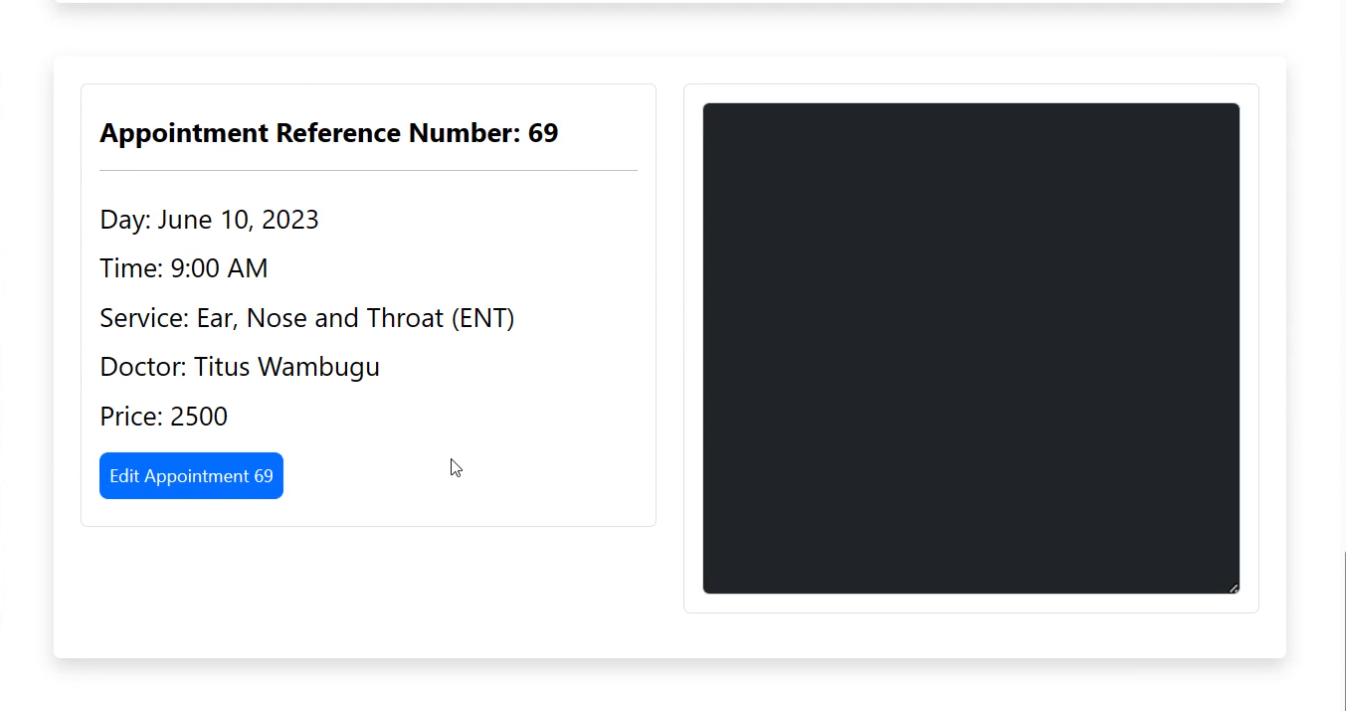 Appointment Reference Number: 69
Day: June 10, 2023
Time: 9:00 AM
Service: Ear, Nose and Throat (ENT)
Doctor: Titus Wambugu
Price: 2500
Edit Appointment 69